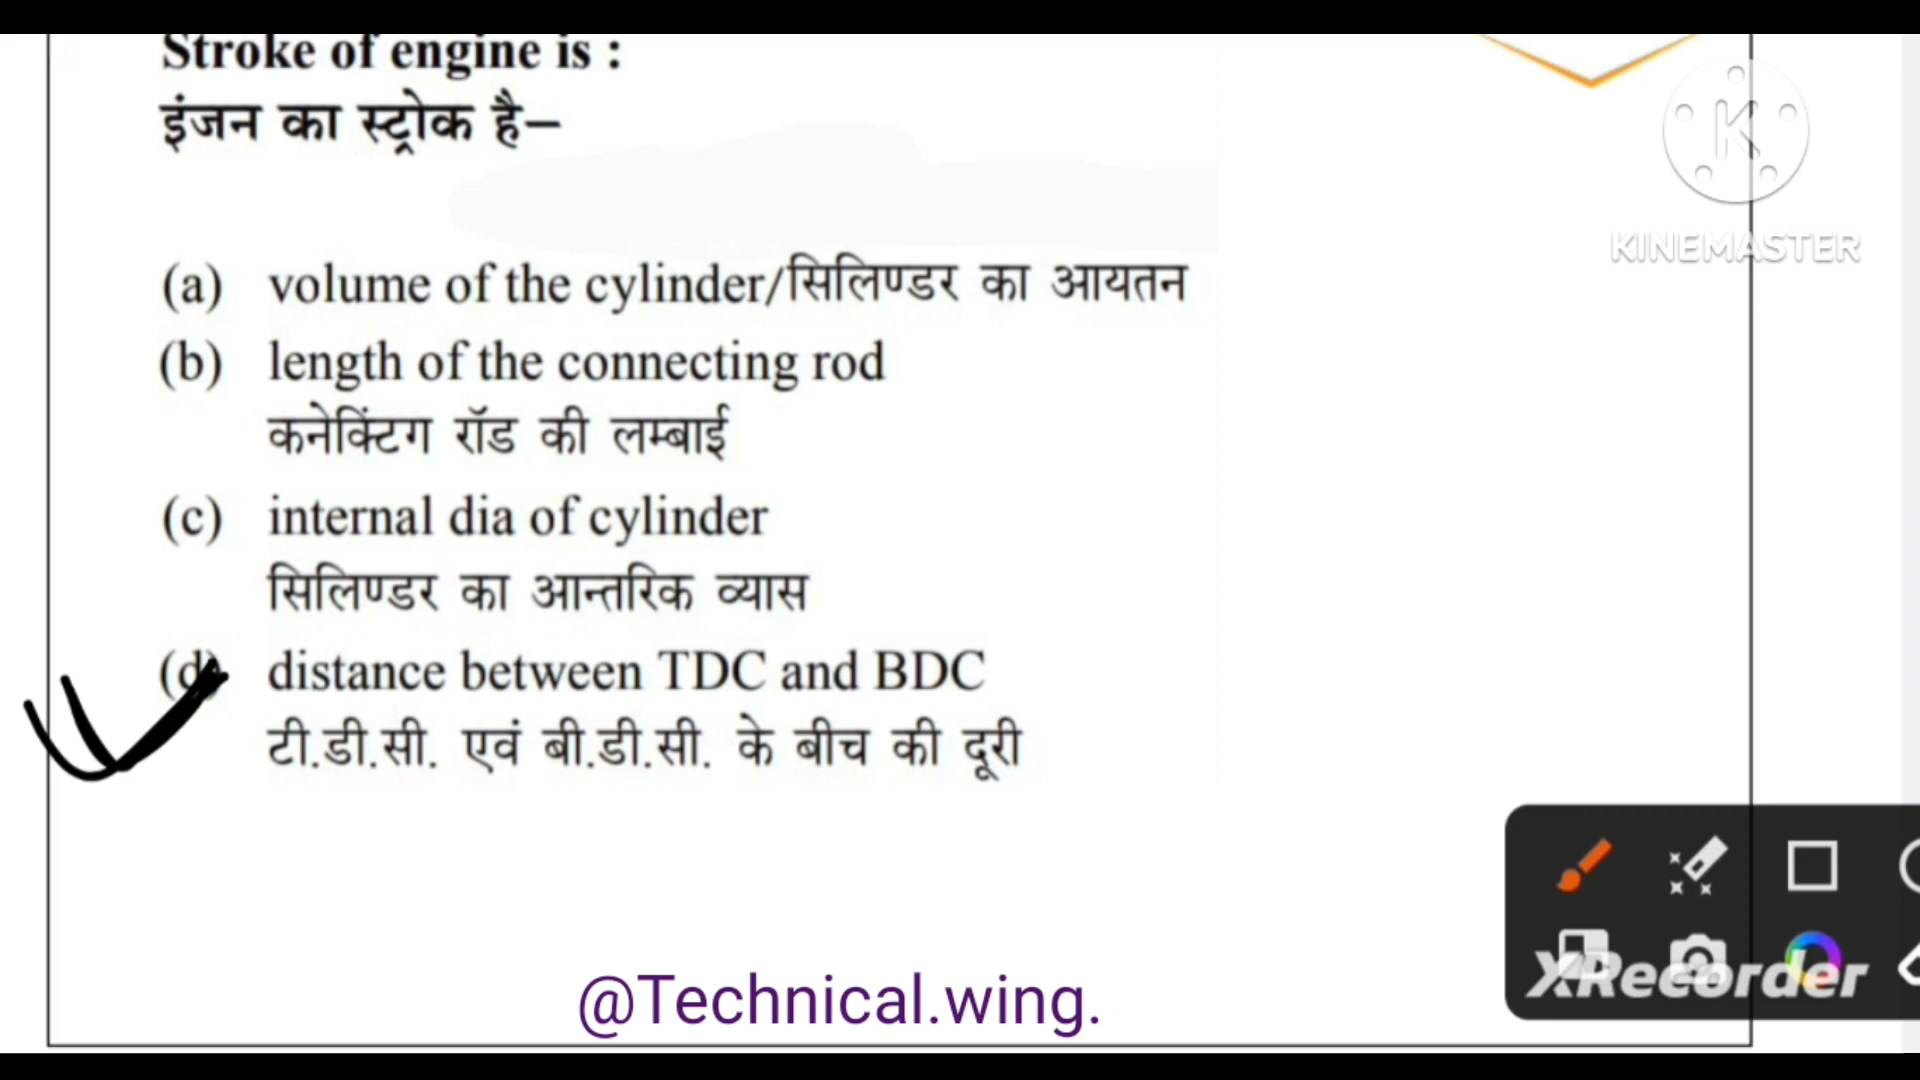 Stroke of engine is :
इंजन का स्ट्रोक है–
KINEMASTER
(a) volume of the cylinder/सिलिण्डर का आयतन
(b) length of the connecting rod
कनेक्टिंग रॉड की लम्बाई
(c) internal dia of cylinder
सिलिण्डर का आन्तरिक व्यास
(d) distance between TDC and BDC
टी.डी.सी. एवं बी.डी.सी. के बीच की दूरी
XRecorder
@Technical.wing.